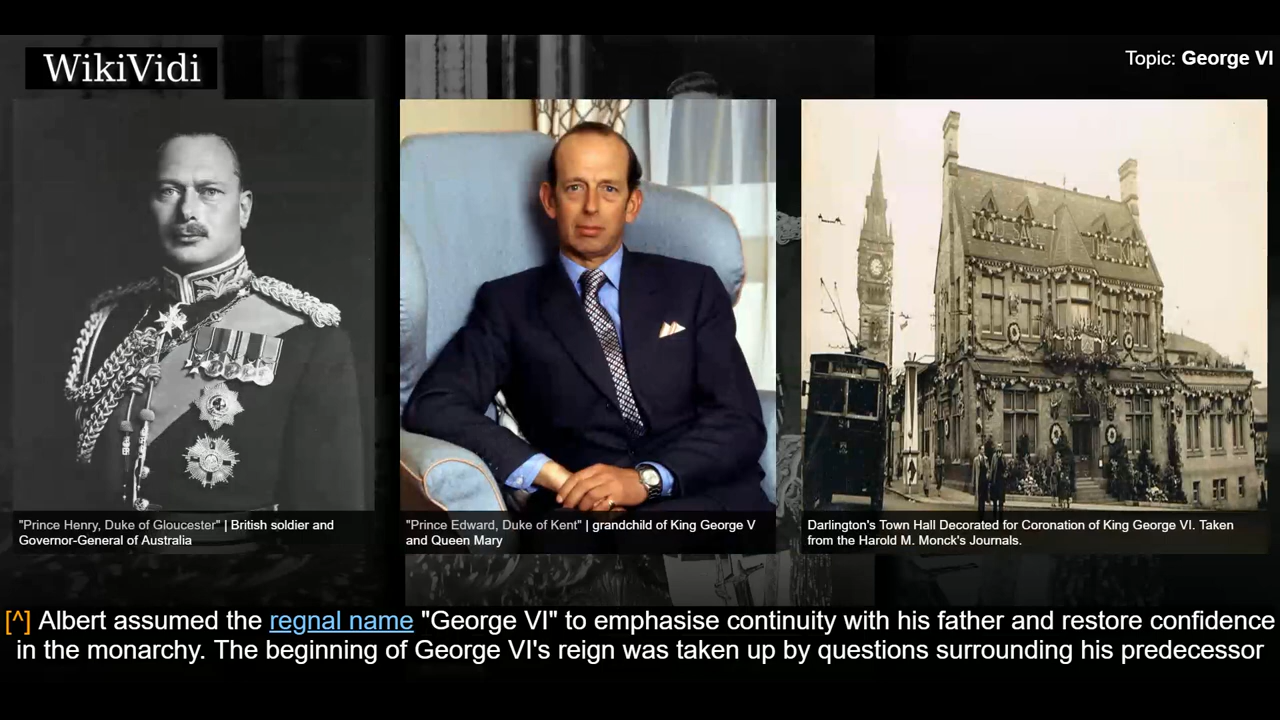 WikiVidi
Topic: George VI
"Prince Henry, Duke of Gloucester" | British soldier and
Governor-General of Australia
"Prince Edward, Duke of Kent" | grandchild of King George V
and Queen Mary
Darlington's Town Hall Decorated for Coronation of King George VI. Taken
from the Harold M. Monck's Journals.
[^] Albert assumed the regnal name "George VI" to emphasise continuity with his father and restore confidence
in the monarchy. The beginning of George VI's reign was taken up by questions surrounding his predecessor